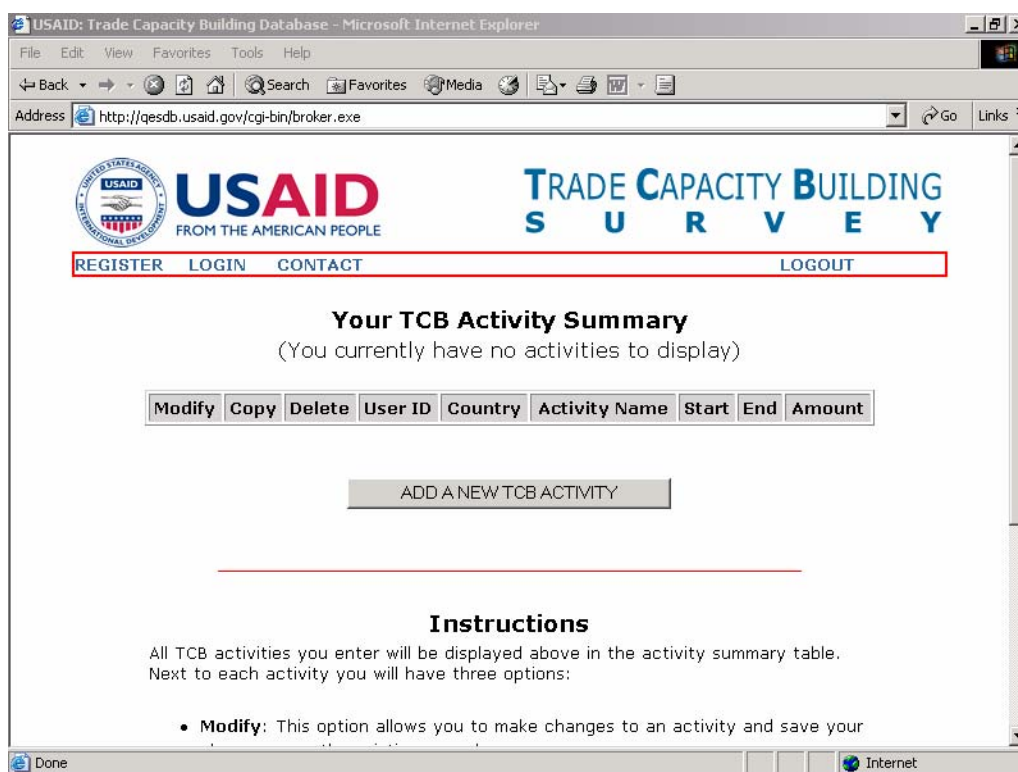 USAID: Trade Capacity Building Database - Microsoft Internet Explorer
File Edit View Favorites Tools Help
Back Search Favorites Media
Address http://qesdb.usaid.gov/cgi-bin/broker.exe Go Links
USAID
FROM THE AMERICAN PEOPLE
TRADE CAPACITY BUILDING
SURVEY
REGISTER LOGIN CONTACT LOGOUT
Your TCB Activity Summary
(You currently have no activities to display)
Modify Copy Delete User ID Country Activity Name Start End Amount
ADD A NEW TCB ACTIVITY
Instructions
All TCB activities you enter will be displayed above in the activity summary table.
Next to each activity you will have three options:
• Modify: This option allows you to make changes to an activity and save your
Done Internet